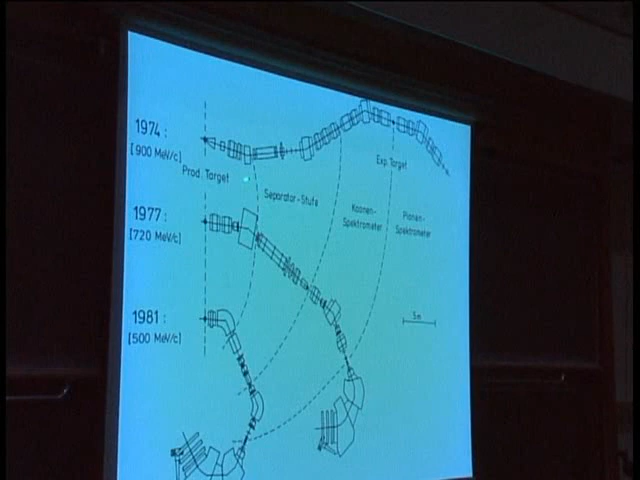 1974 :
[900 MeV/c]
Exp. Target
Prod. Target
Separator-Stufe
Kaonen-
Spektrometer
Pionen-
Spektrometer
1977 :
[720 MeV/c]
5m
1981 :
[500 MeV/c]